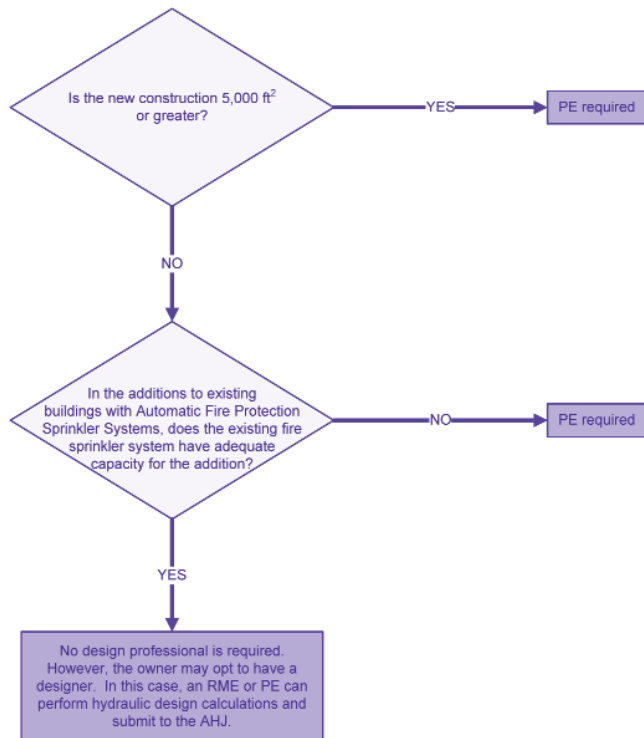 Is the new construction 5,000 ft²
or greater?
YES
PE required
NO
In the additions to existing
buildings with Automatic Fire Protection
Sprinkler Systems, does the existing fire
sprinkler system have adequate
capacity for the addition?
NO
PE required
YES
No design professional is required.
However, the owner may opt to have a
designer.  In this case, an RME or PE can
perform hydraulic design calculations and
submit to the AHJ.